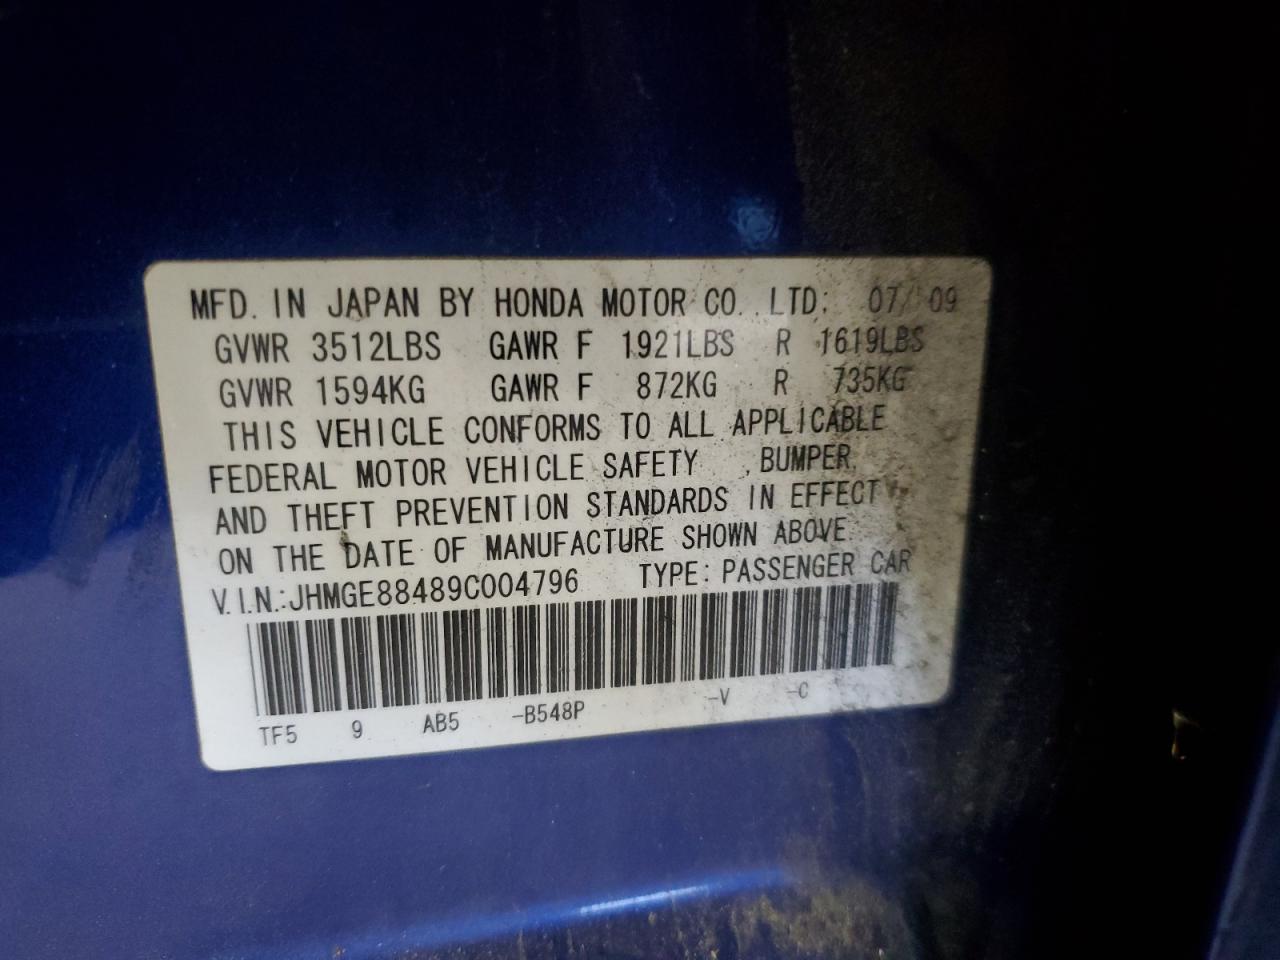 MFD. IN JAPAN BY HONDA MOTOR CO., LTD; 07/ 09
GVWR 3512LBS GAWR F 1921LBS R 1619LBS
GVWR 1594KG GAWR F 872KG R 735KG
THIS VEHICLE CONFORMS TO ALL APPLICABLE
FEDERAL MOTOR VEHICLE SAFETY , BUMPER,
AND THEFT PREVENTION STANDARDS IN EFFECT
ON THE DATE OF MANUFACTURE SHOWN ABOVE.
V.I.N.:JHMGE88489C004796 TYPE: PASSENGER CAR
TF5 9 AB5 -B548P -V -C